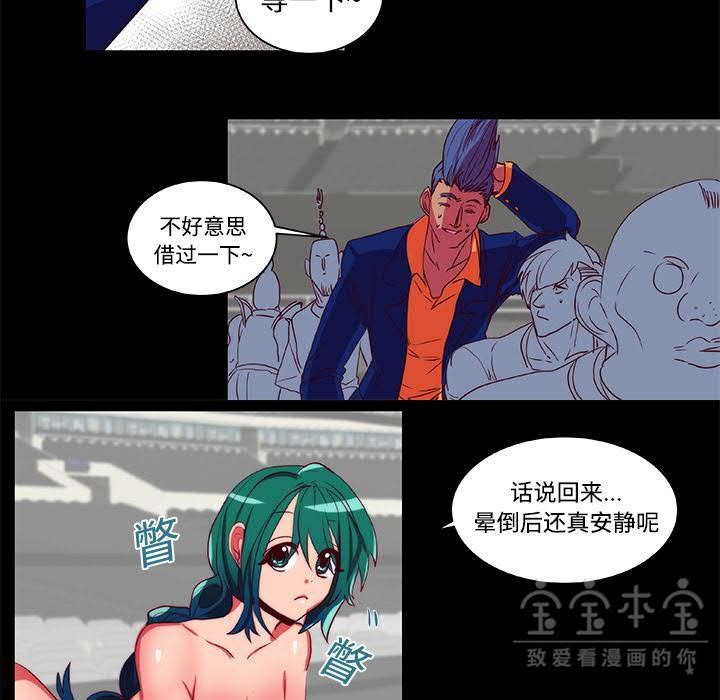 等一下~
不好意思
借过一下~
话说回来...
晕倒后还真安静呢
瞥
瞥
宝宝本宝
致爱看漫画的你